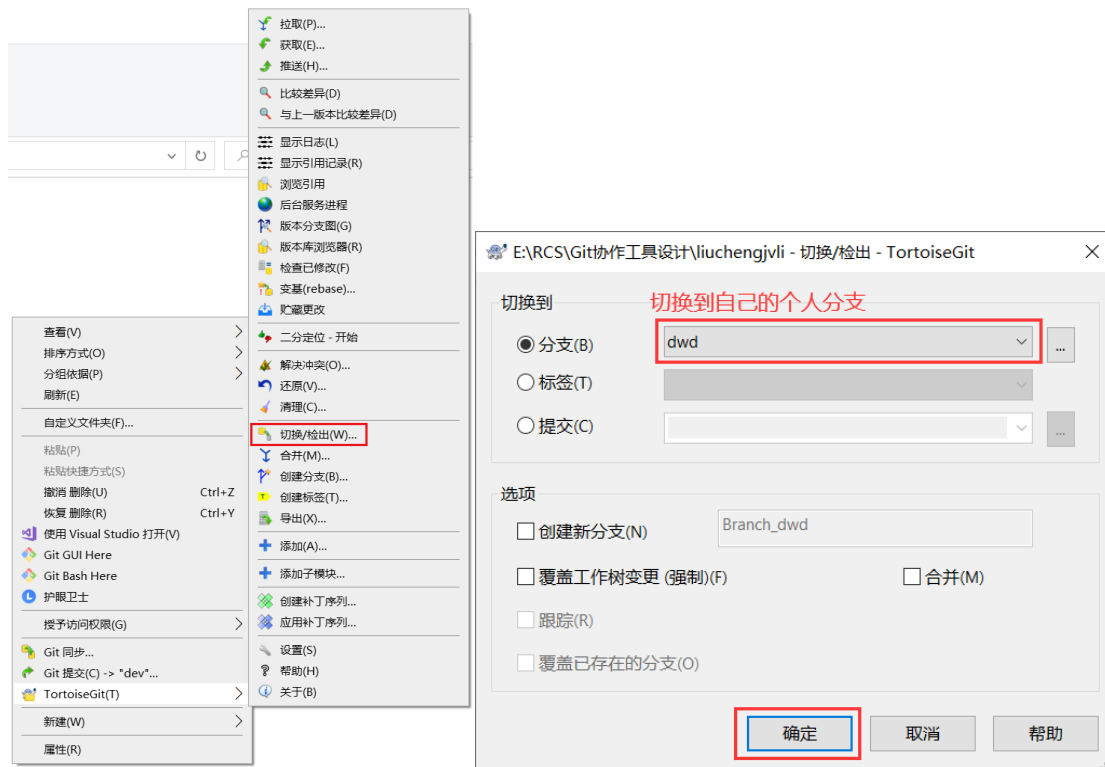 拉取(P)...
获取(E)...
推送(H)...
比较差异(D)
与上一版本比较差异(D)
显示日志(L)
显示引用记录(R)
浏览引用
后台服务进程
版本分支图(G)
版本库浏览器(R)
检查已修改(F)
变基(rebase)...
贮藏更改
二分定位 - 开始
解决冲突(O)...
还原(V)...
清理(C)...
切换/检出(W)...
合并(M)...
创建分支(B)...
创建标签(T)...
导出(X)...
添加(A)...
添加子模块...
创建补丁序列...
应用补丁序列...
设置(S)
帮助(H)
关于(B)
查看(V)
排序方式(O)
分组依据(P)
刷新(E)
自定义文件夹(F)...
粘贴(P)
粘贴快捷方式(S)
撤消 删除(U) Ctrl+Z
恢复 删除(R) Ctrl+Y
使用 Visual Studio 打开(V)
Git GUI Here
Git Bash Here
护眼卫士
授予访问权限(G)
Git 同步...
Git 提交(C) -> "dev"...
TortoiseGit(T)
新建(W)
属性(R)
E:\RCS\Git协作工具设计\liuchengjvli - 切换/检出 - TortoiseGit
切换到
切换到自己的个人分支
分支(B) dwd ...
标签(T)
提交(C) ...
选项
创建新分支(N) Branch_dwd
覆盖工作树变更 (强制)(F) 合并(M)
跟踪(R)
覆盖已存在的分支(O)
确定 取消 帮助